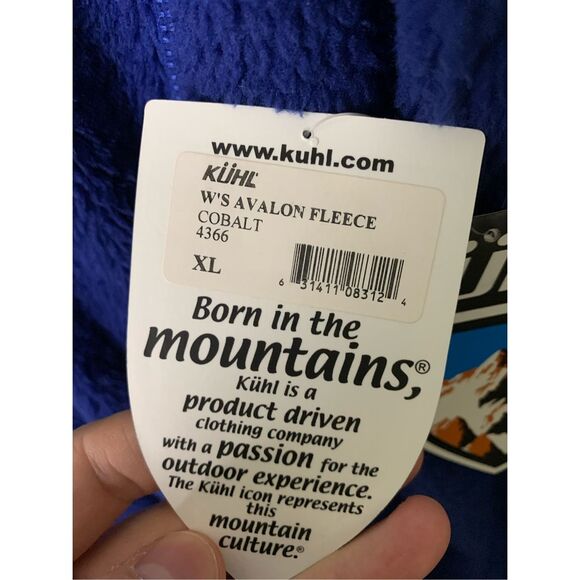 www.kuhl.com
KÜHL
W'S AVALON FLEECE
COBALT
4366
XL
6 31411 08312 4
Born in the
mountains,®
Kühl is a
product driven
clothing company
with a passion for the
outdoor experience.
The Kühl icon represents
this
mountain
culture.®